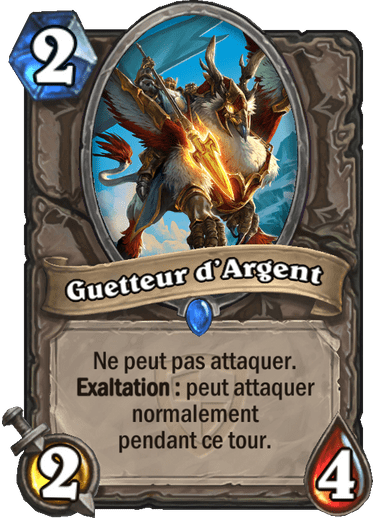 2
Guetteur d'Argent
Ne peut pas attaquer.
Exaltation : peut attaquer
normalement
pendant ce tour.
2
4